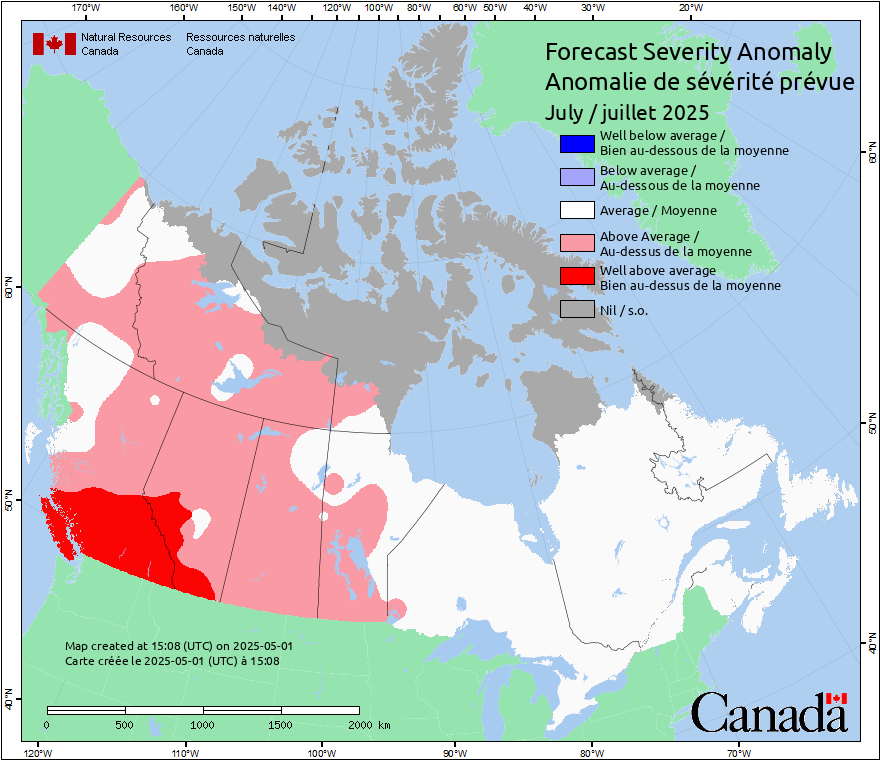 170°W 160°W 150°W 140°W 130°W 120°W 110°W 100°W 90°W 80°W 70°W 60°W 50°W 40°W 30°W 20°W
Natural Resources Ressources naturelles
Canada Canada
Forecast Severity Anomaly
Anomalie de sévérité prévue
July / juillet 2025
Well below average /
Bien au-dessous de la moyenne
Below average /
Au-dessous de la moyenne
Average / Moyenne
Above Average /
Au-dessus de la moyenne
Well above average
Bien au-dessus de la moyenne
Nil / s.o.
60°N
50°N
40°N
60°N
50°N
40°N
Map created at 15:08 (UTC) on 2025-05-01
Carte créée le 2025-05-01 (UTC) à 15:08
0 500 1000 1500 2000 km
Canada
120°W 110°W 100°W 90°W 80°W 70°W